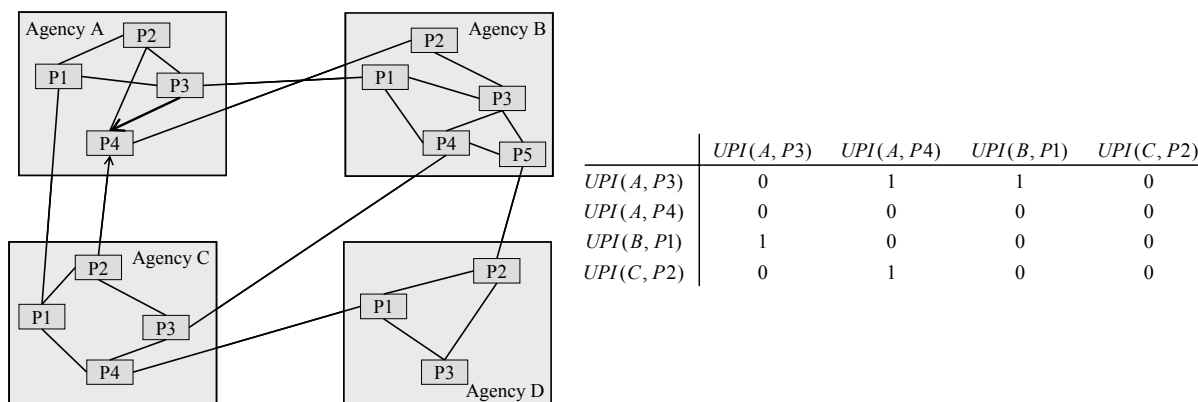 Agency A
P2
P1
P3
P4
Agency B
P2
P1
P3
P4
P5
Agency C
P2
P1
P3
P4
P2
P1
P3
Agency D
UPI(A, P3) UPI(A, P4) UPI(B, P1) UPI(C, P2)
UPI(A, P3) 0 1 1 0
UPI(A, P4) 0 0 0 0
UPI(B, P1) 1 0 0 0
UPI(C, P2) 0 1 0 0